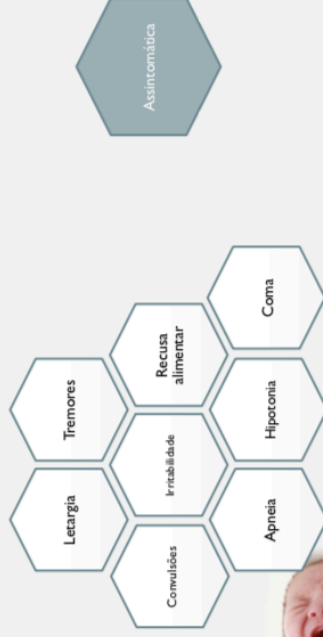 Letargia
Tremores
Convulsões
Irritabilidade
Recusa
alimentar
Apneia
Hipotonia
Coma
Assintomática